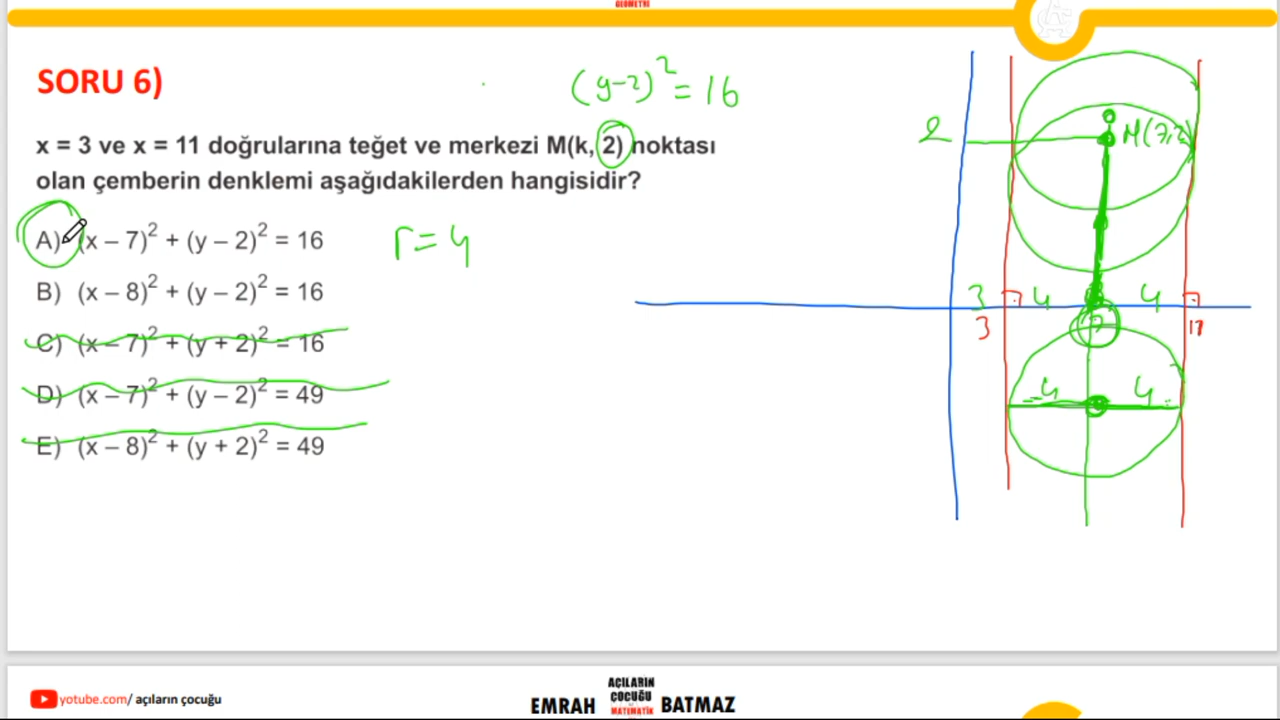 GEOMETRİ
SORU 6)
(y-2)² = 16
x = 3 ve x = 11 doğrularına teğet ve merkezi M(k, 2) noktası
olan çemberin denklemi aşağıdakilerden hangisidir?
A) (x – 7)² + (y – 2)² = 16
B) (x – 8)² + (y – 2)² = 16
C) (x – 7)² + (y + 2)² = 16
D) (x – 7)² + (y – 2)² = 49
E) (x – 8)² + (y + 2)² = 49
r = 4
2
M(7,2)
3 4 4
3 7 11
4 4
yotube.com/ açıların çocuğu
EMRAH
AÇILARIN
ÇOCUĞU
MATEMATİK
BATMAZ